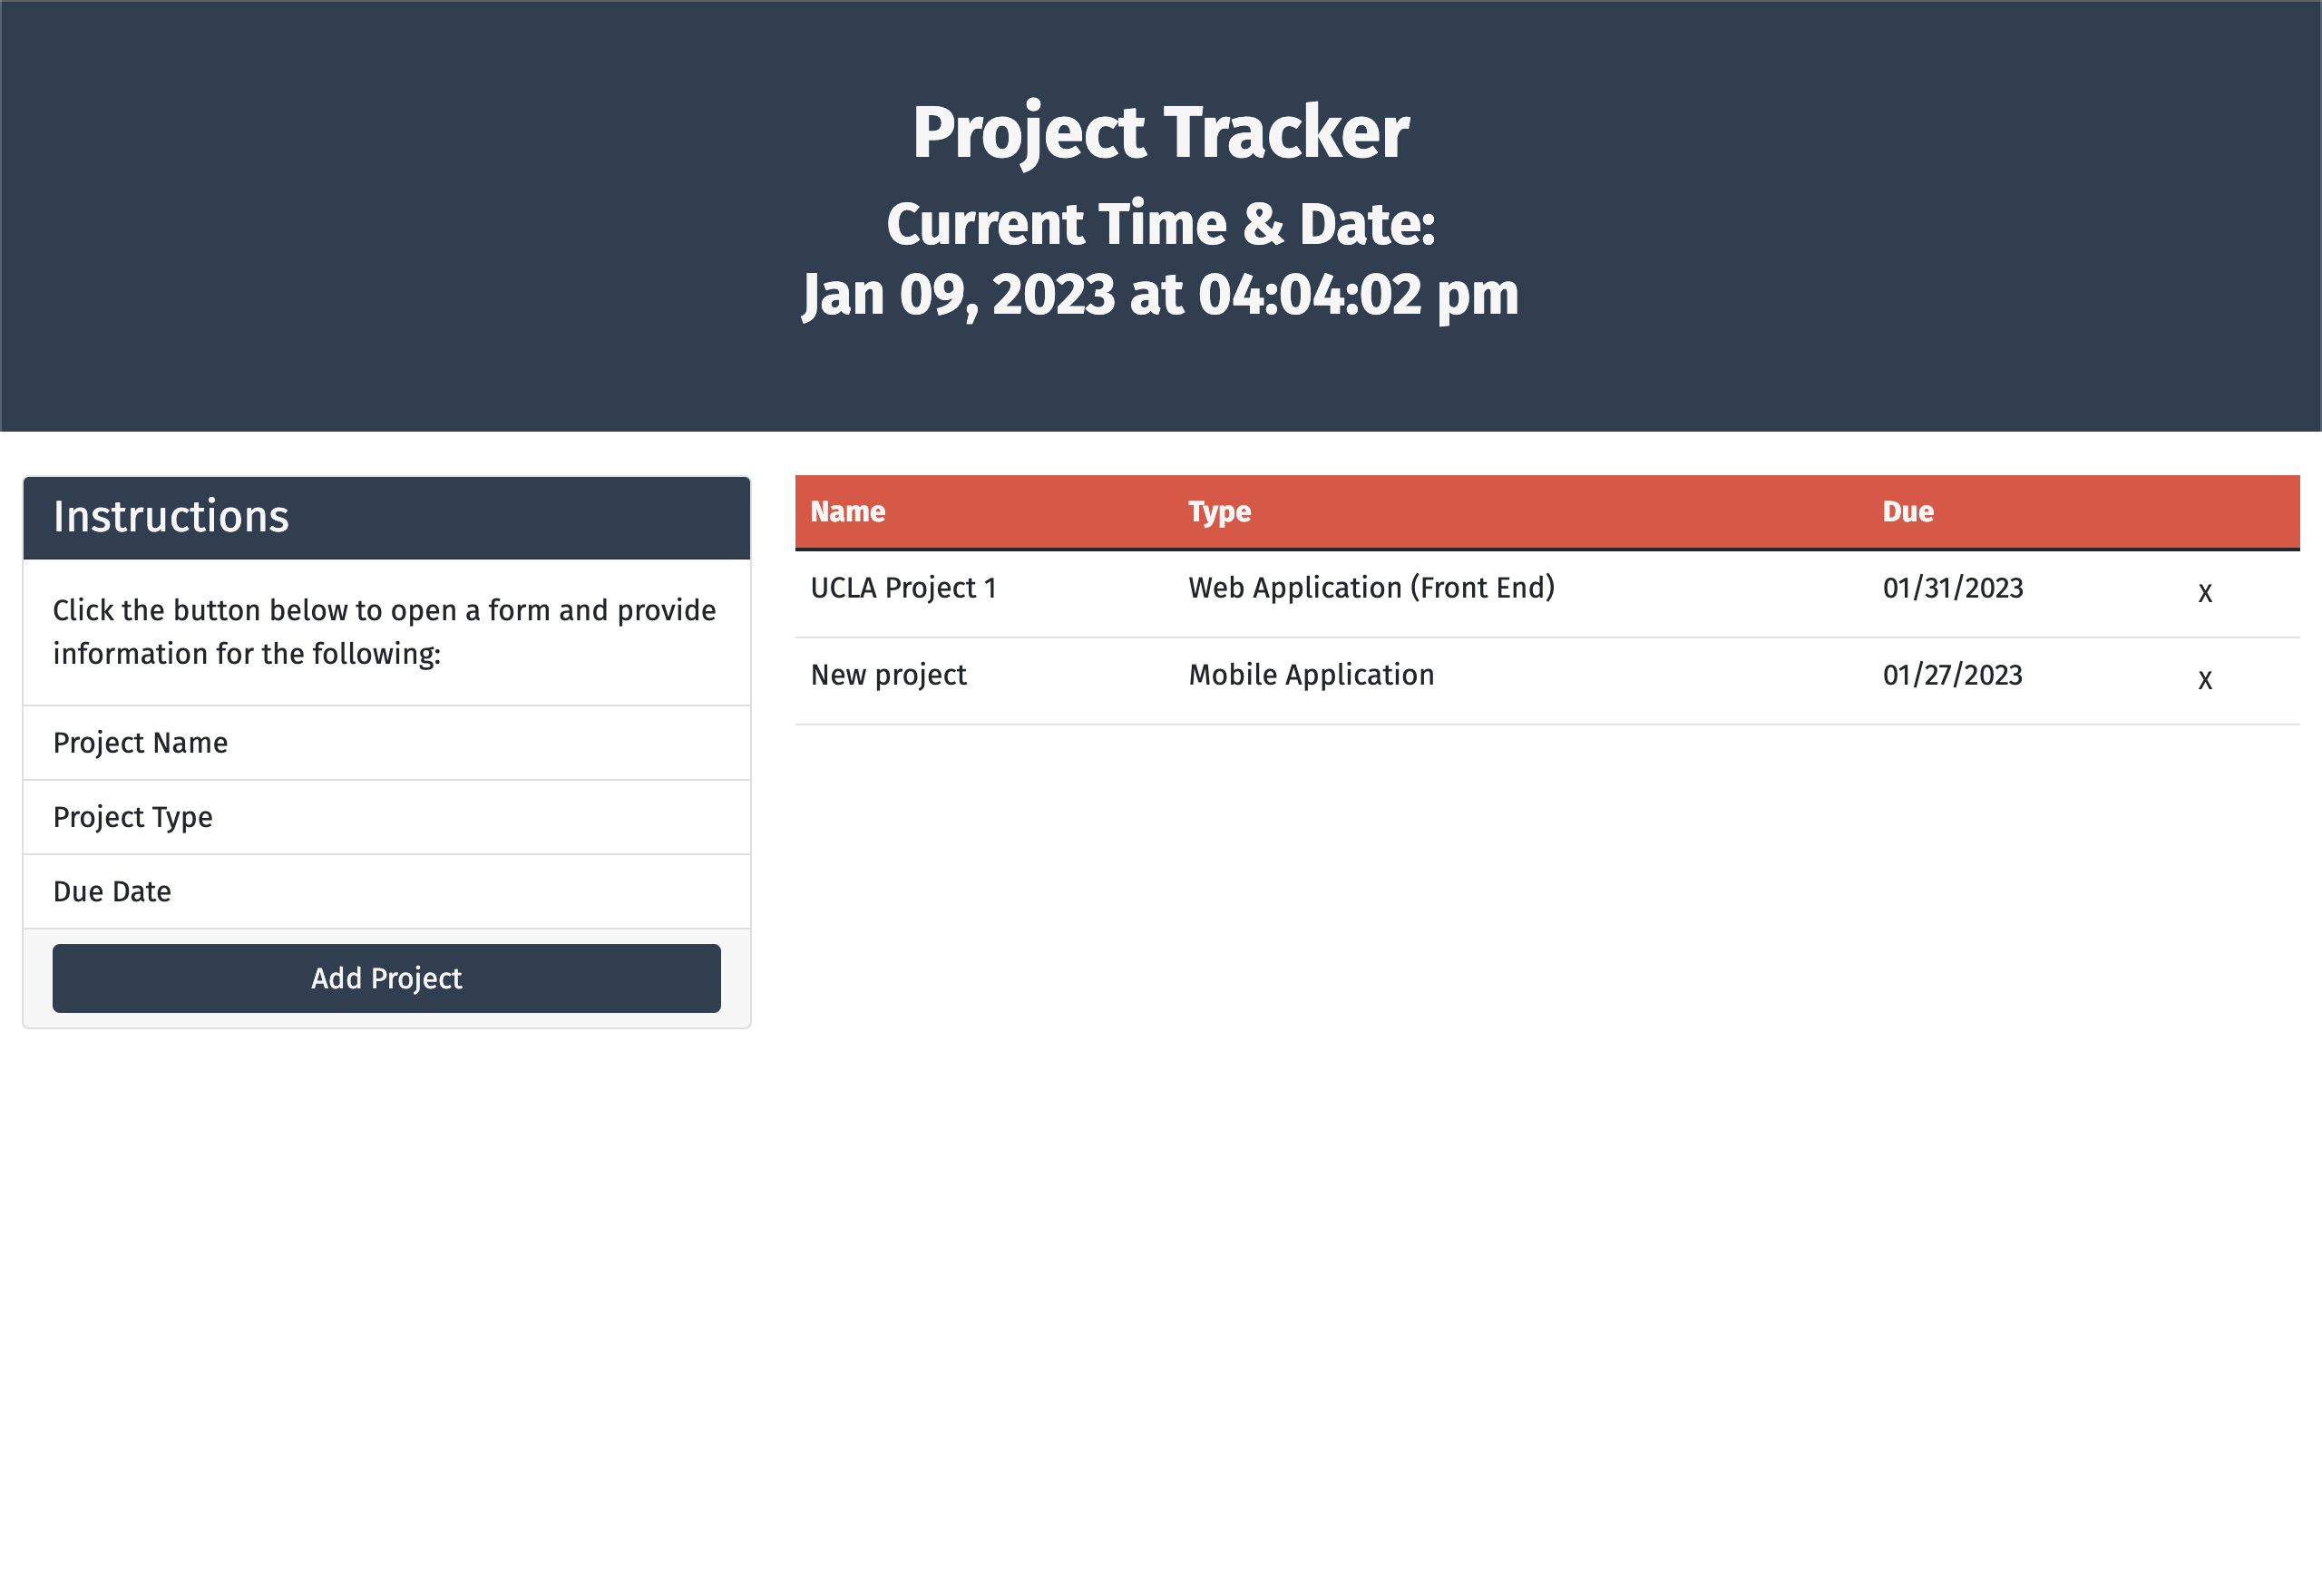 Project Tracker
Current Time & Date:
Jan 09, 2023 at 04:04:02 pm
Instructions
Click the button below to open a form and provide
information for the following:
Project Name
Project Type
Due Date
Add Project
Name Type Due
UCLA Project 1 Web Application (Front End) 01/31/2023 x
New project Mobile Application 01/27/2023 x